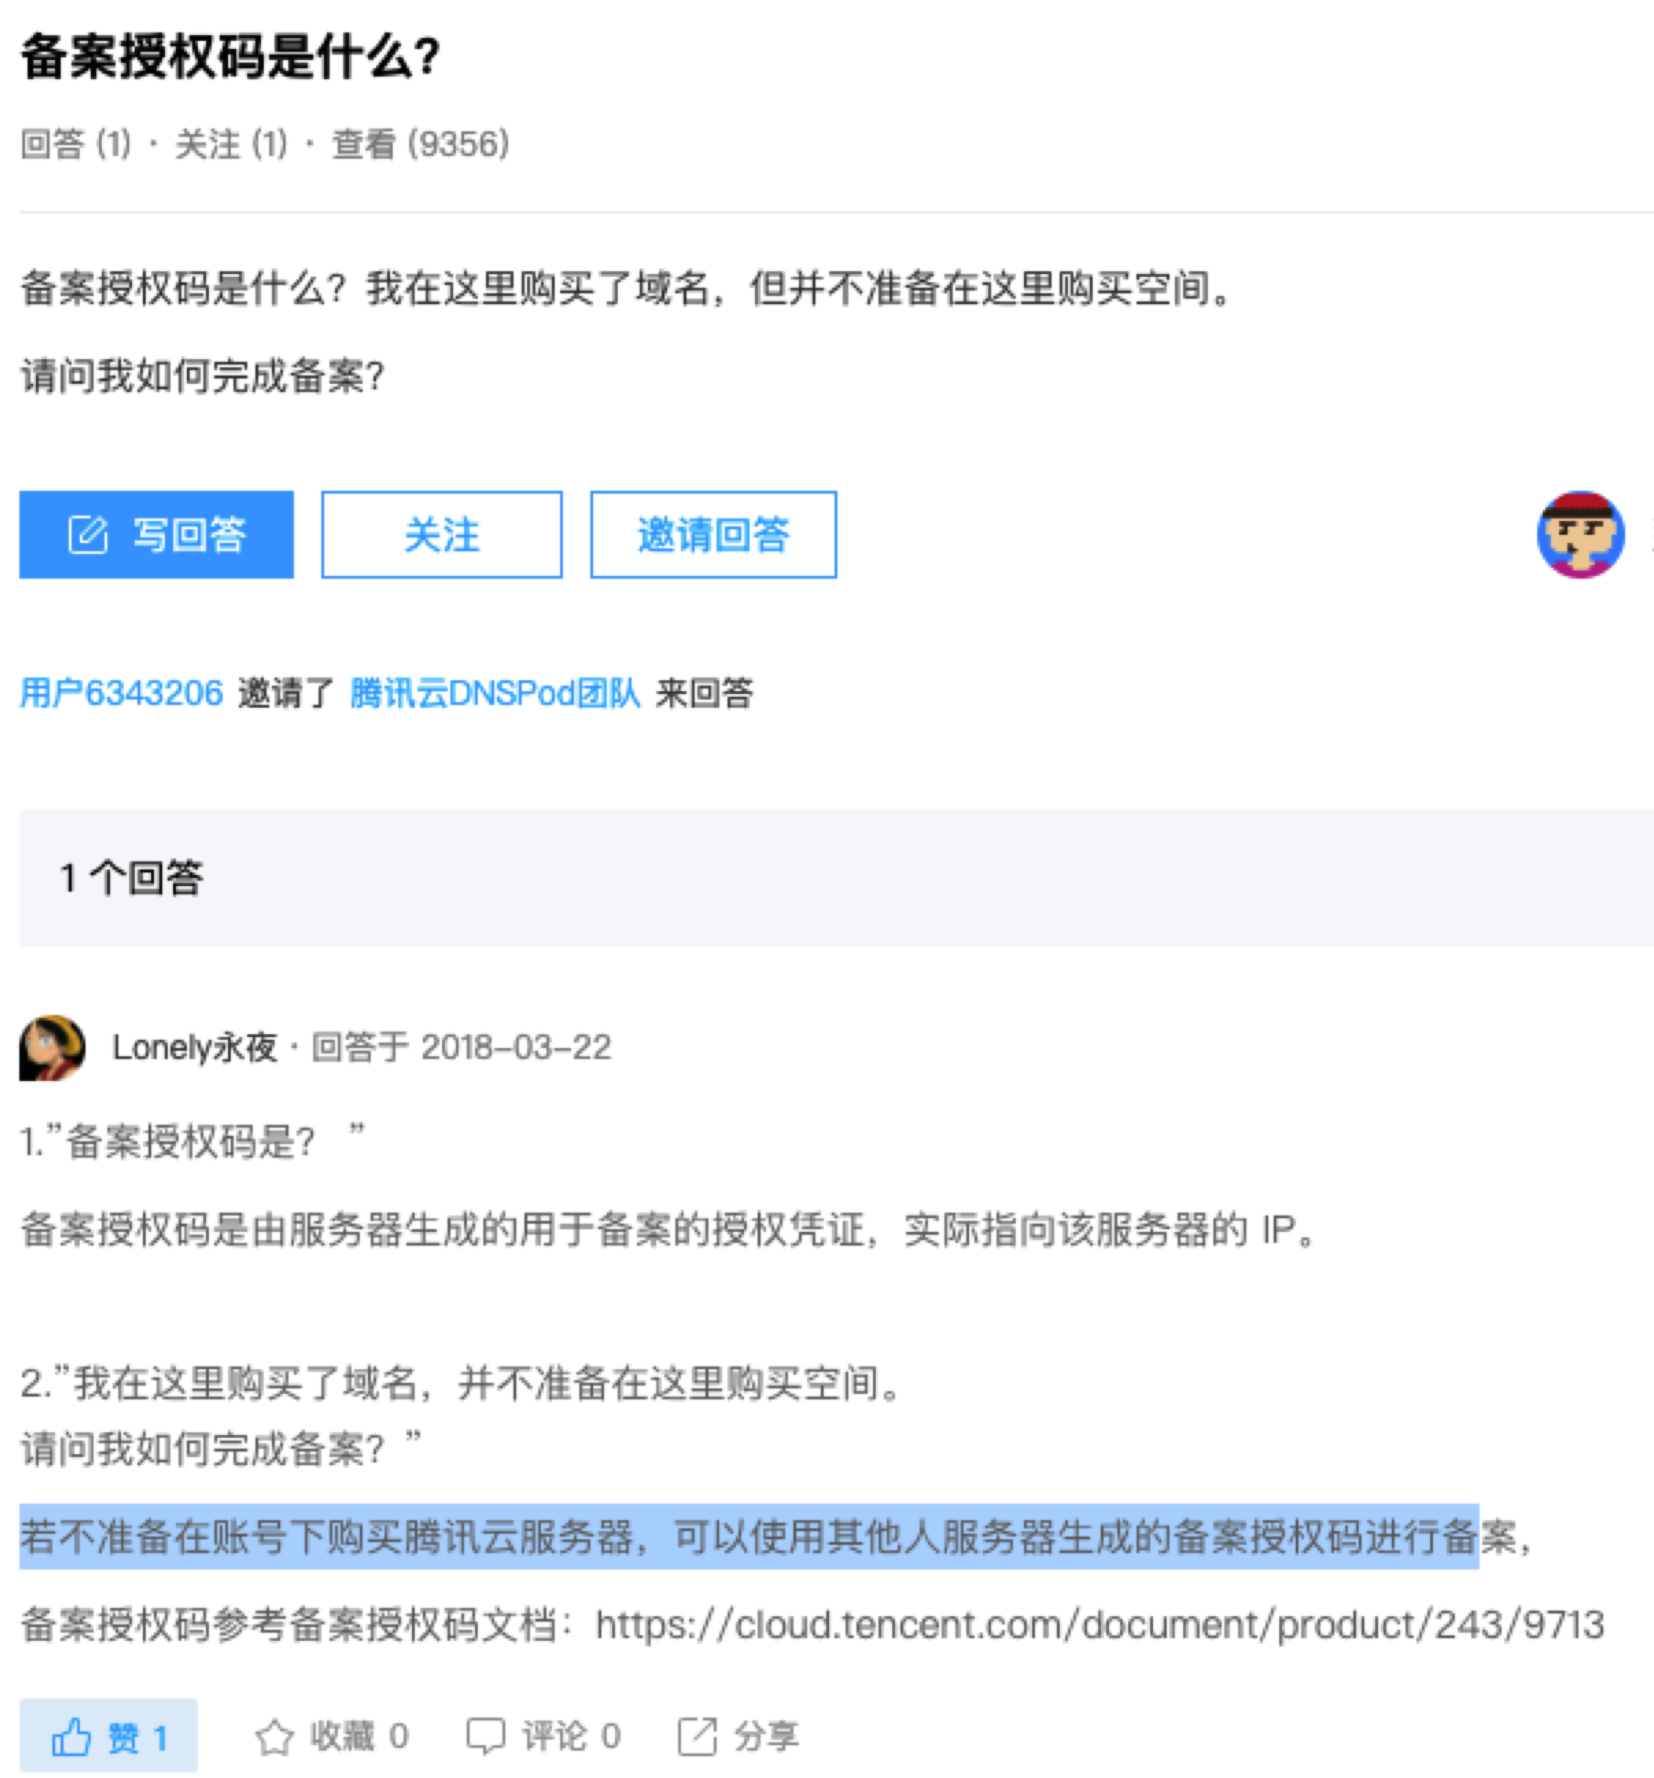 备案授权码是什么？
回答 (1) · 关注 (1) · 查看 (9356)
备案授权码是什么？我在这里购买了域名，但并不准备在这里购买空间。
请问我如何完成备案？
写回答
关注
邀请回答
用户6343206 邀请了 腾讯云DNSPod团队 来回答
1 个回答
Lonely永夜 · 回答于 2018-03-22
1.”备案授权码是？ ”
备案授权码是由服务器生成的用于备案的授权凭证，实际指向该服务器的 IP。
2.”我在这里购买了域名，并不准备在这里购买空间。
请问我如何完成备案？”
若不准备在账号下购买腾讯云服务器，可以使用其他人服务器生成的备案授权码进行备案，
备案授权码参考备案授权码文档：https://cloud.tencent.com/document/product/243/9713
赞 1 收藏 0 评论 0 分享